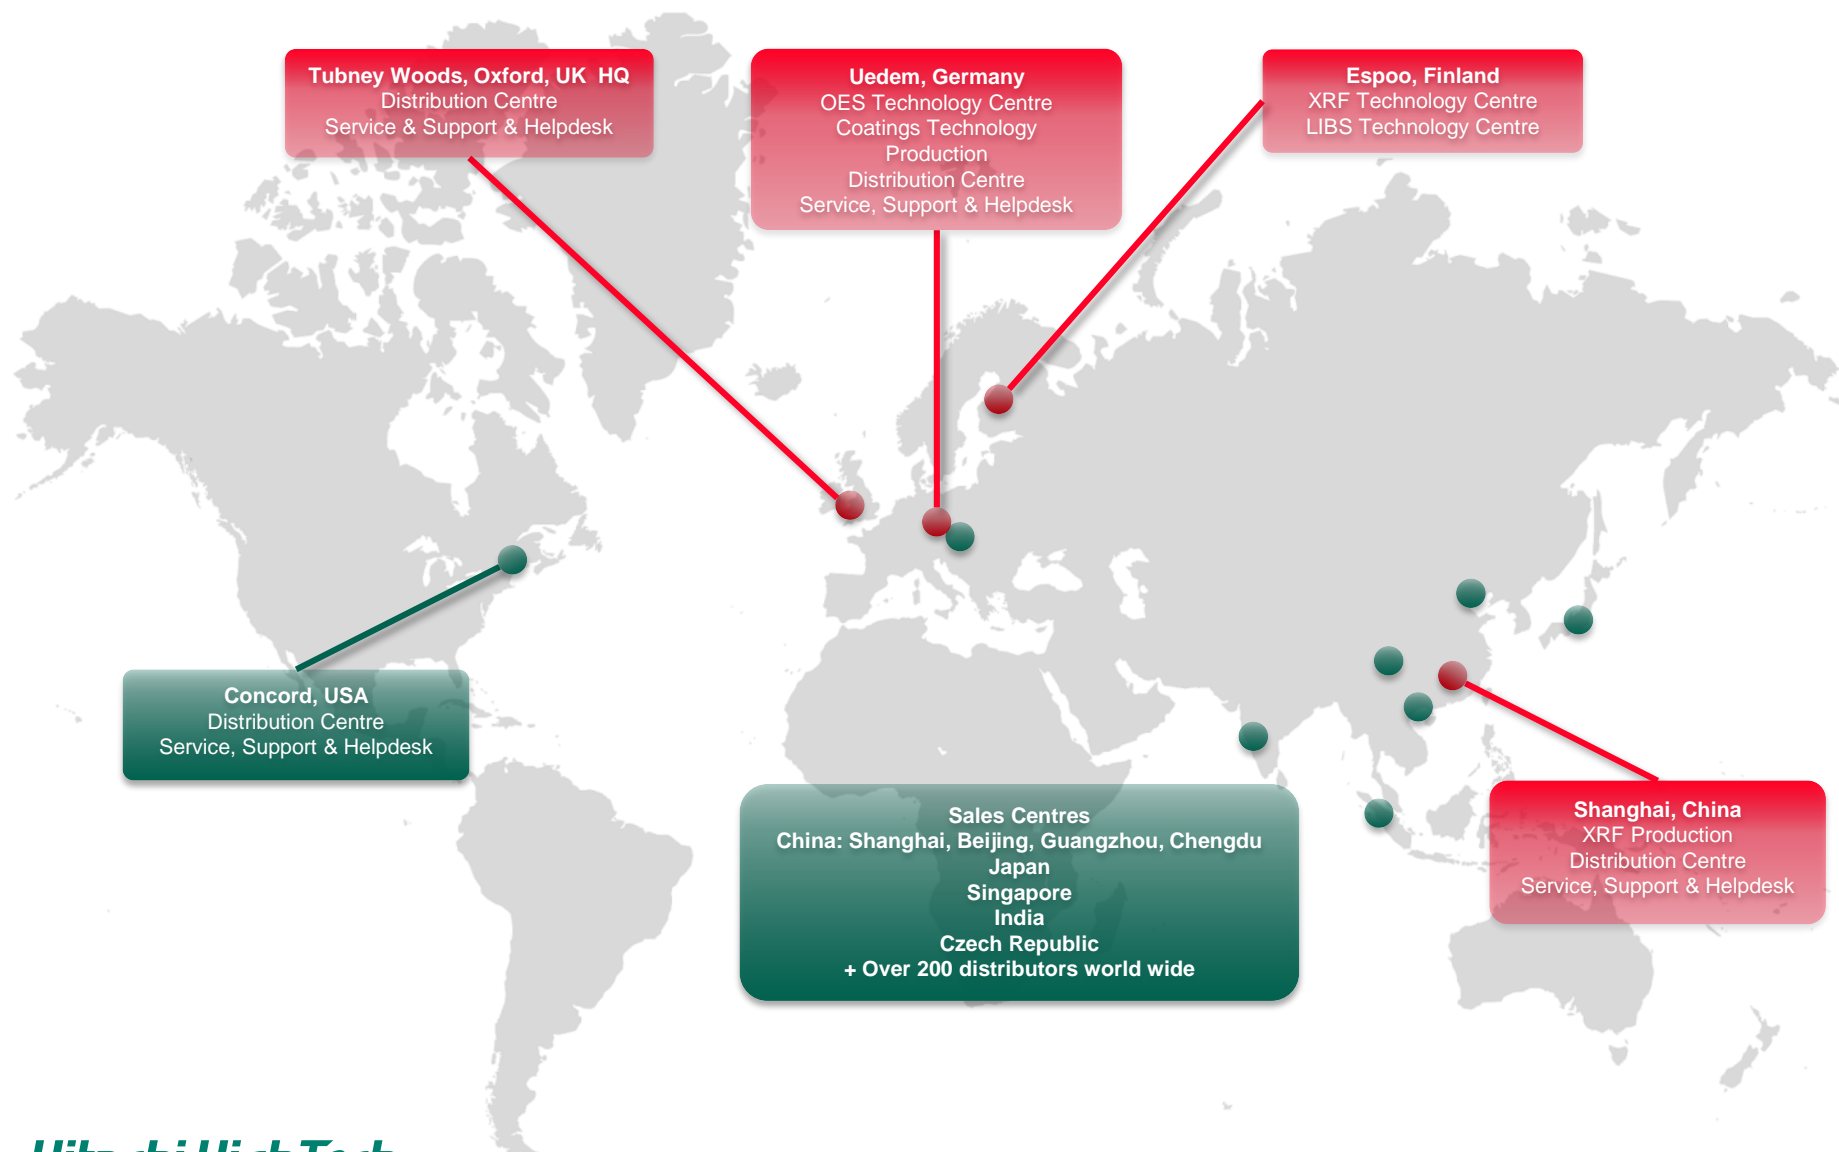 Tubney Woods, Oxford, UK HQ
Distribution Centre
Service & Support & Helpdesk
Uedem, Germany
OES Technology Centre
Coatings Technology
Production
Distribution Centre
Service, Support & Helpdesk
Espoo, Finland
XRF Technology Centre
LIBS Technology Centre
Concord, USA
Distribution Centre
Service, Support & Helpdesk
Sales Centres
China: Shanghai, Beijing, Guangzhou, Chengdu
Japan
Singapore
India
Czech Republic
+ Over 200 distributors world wide
Shanghai, China
XRF Production
Distribution Centre
Service, Support & Helpdesk
Hitachi High Tech